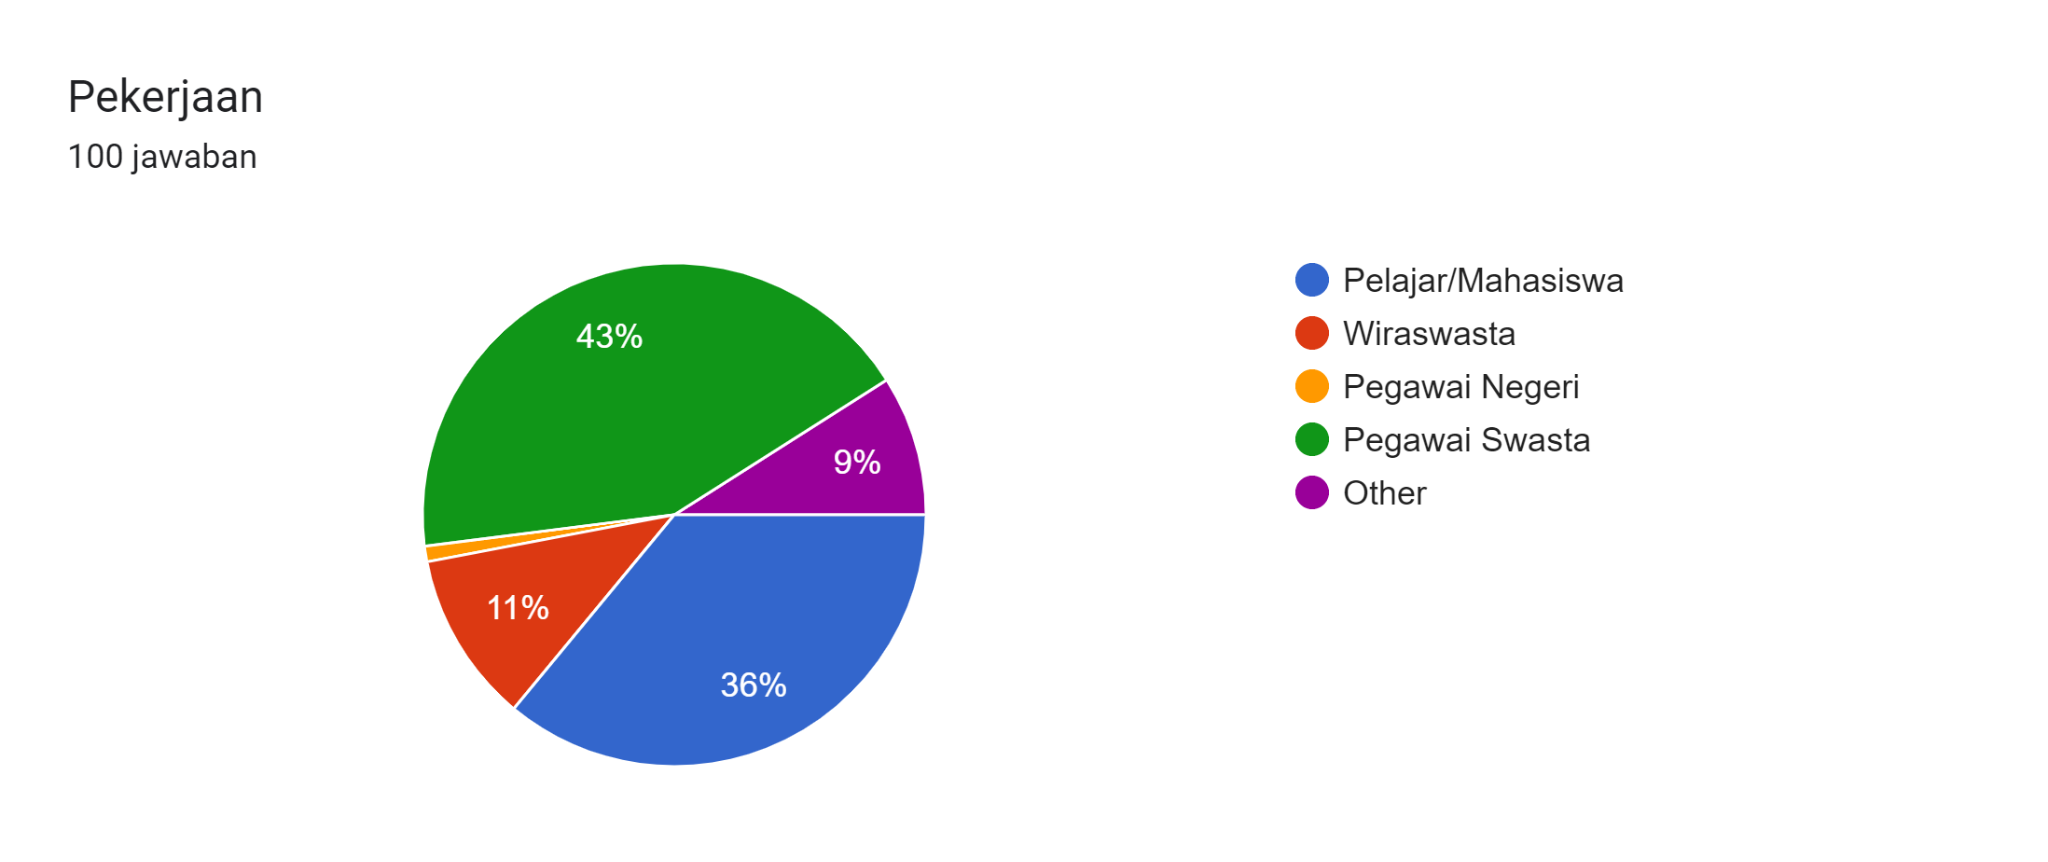 Pekerjaan
100 jawaban
43%
9%
11%
36%
Pelajar/Mahasiswa
Wiraswasta
Pegawai Negeri
Pegawai Swasta
Other